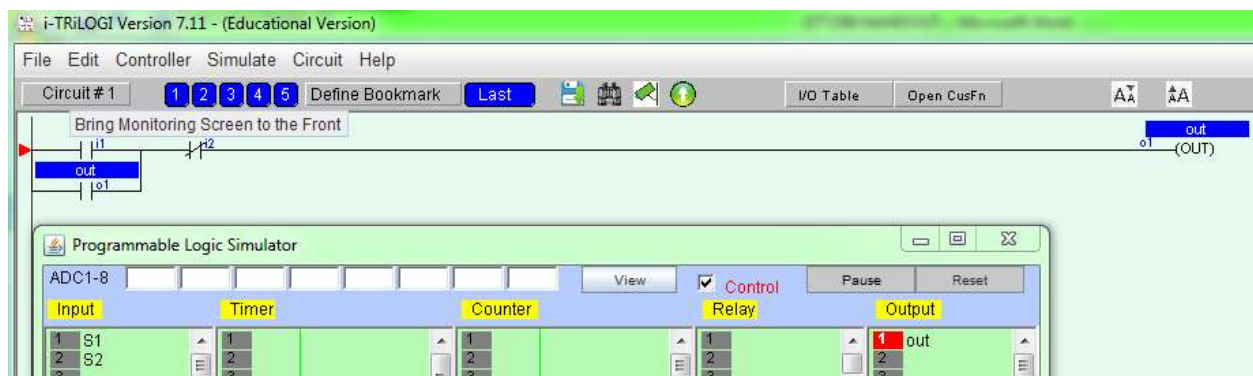 i-TRiLOGI Version 7.11 - (Educational Version)
File Edit Controller Simulate Circuit Help
Circuit # 1 1 2 3 4 5 Define Bookmark Last I/O Table Open CusFn
Bring Monitoring Screen to the Front
i1 i2 out
o1 (OUT)
out
o1
Programmable Logic Simulator
ADC1-8 View Control Pause Reset
Input Timer Counter Relay Output
1 S1 1 1 1 1 out
2 S2 2 2 2 2